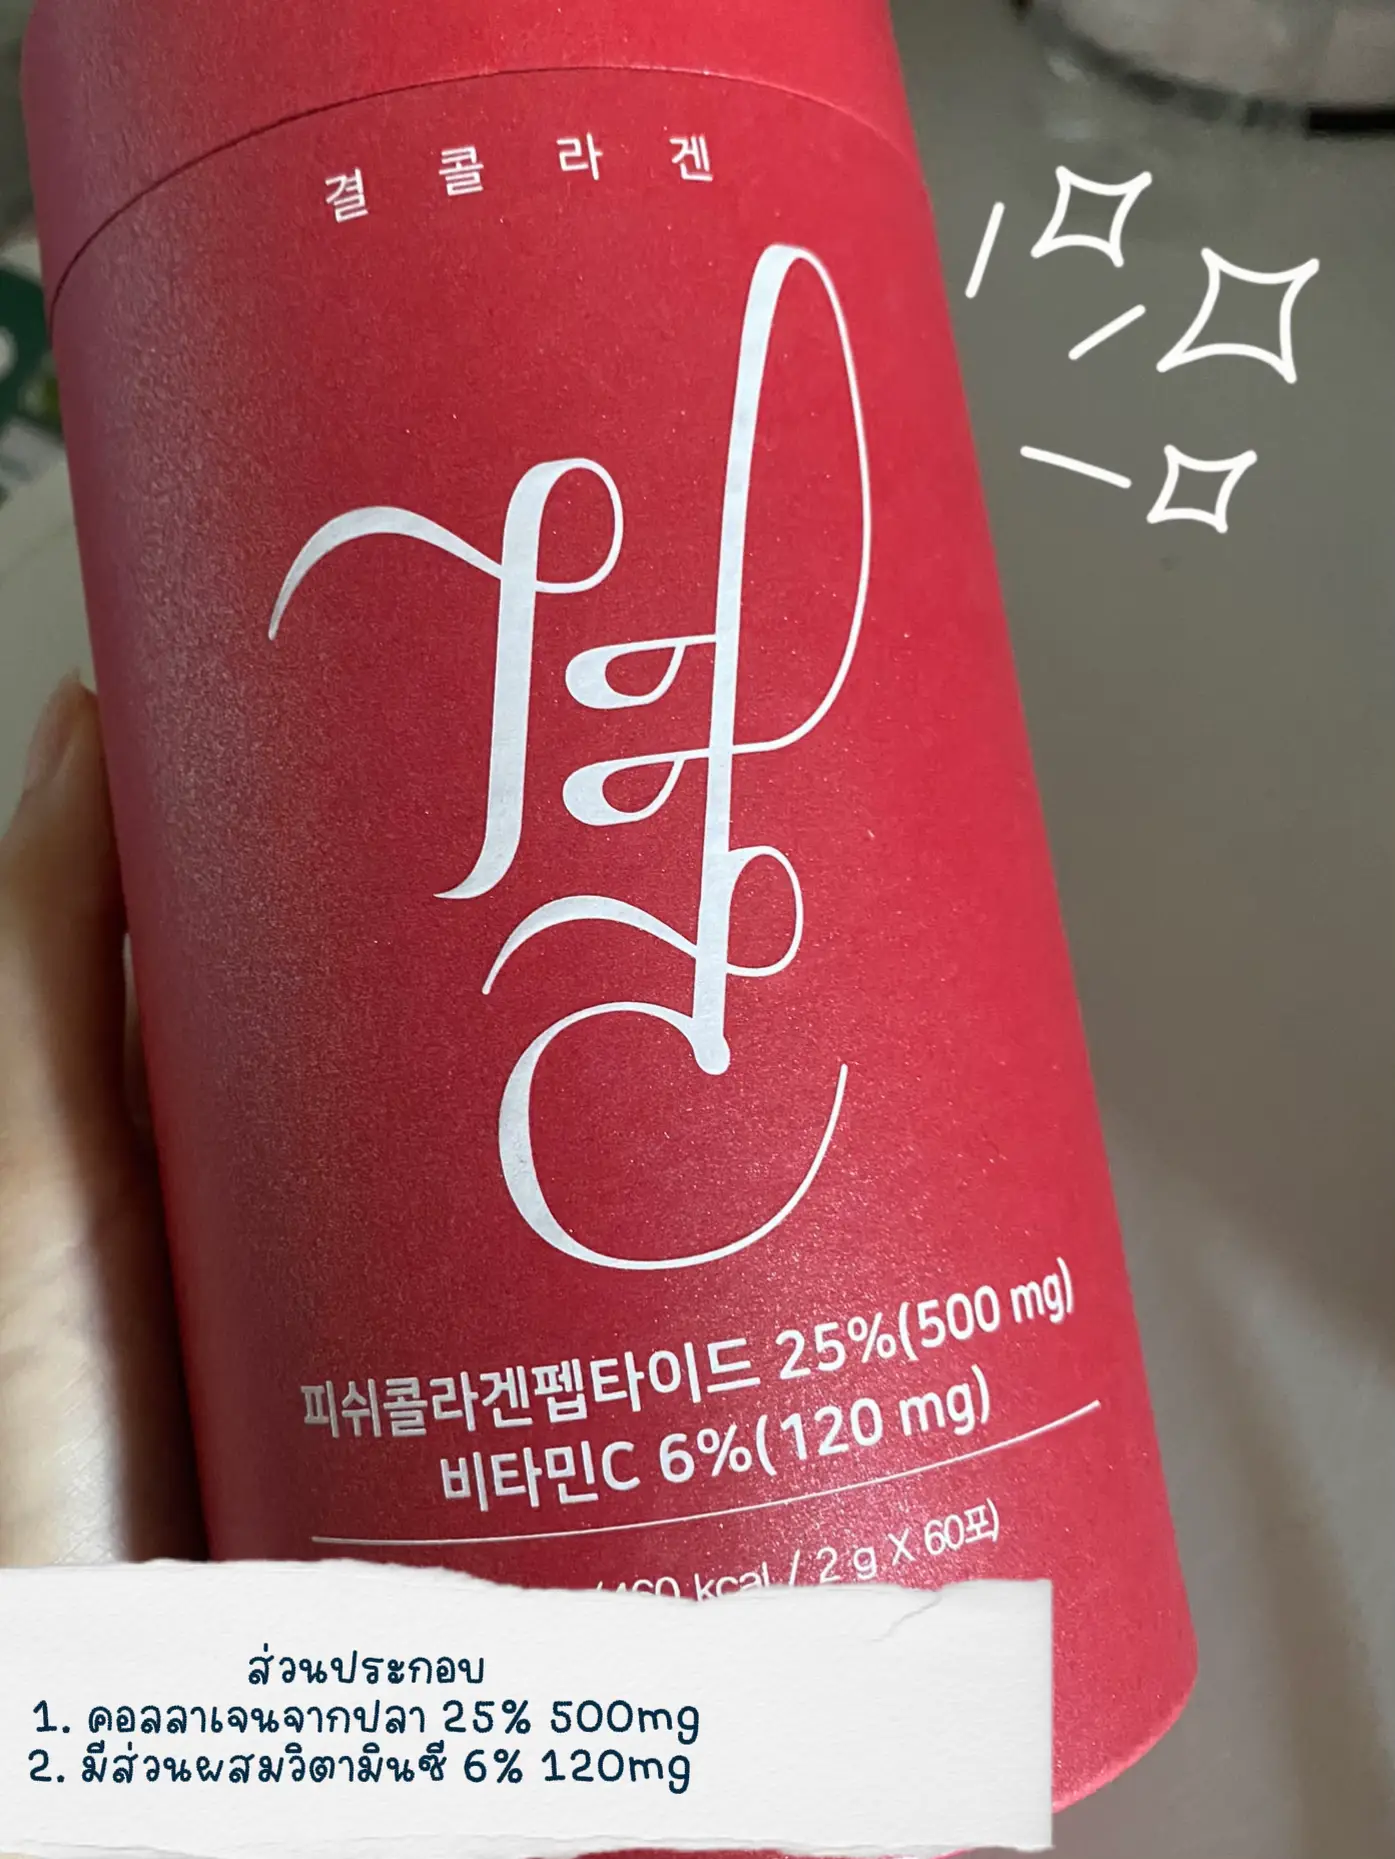 결 콜 라 겐
결
피쉬콜라겐펩타이드 25%(500 mg)
비타민C 6%(120 mg)
kcal / 2 g X 60포)
ส่วนประกอบ
1. คอลลาเจนจากปลา 25% 500mg
2. มีส่วนผสมวิตามินซี 6% 120mg